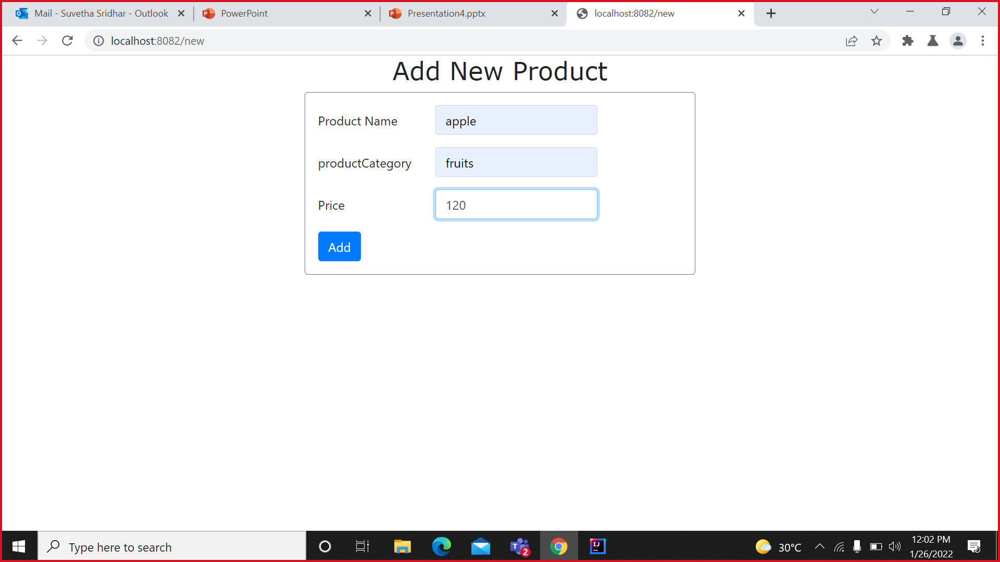 Mail - Suvetha Sridhar - Outlook
PowerPoint
Presentation4.pptx
localhost:8082/new
localhost:8082/new
Add New Product
Product Name
apple
productCategory
fruits
Price
120
Add
Type here to search
2
IJ
30°C
12:02 PM
1/26/2022